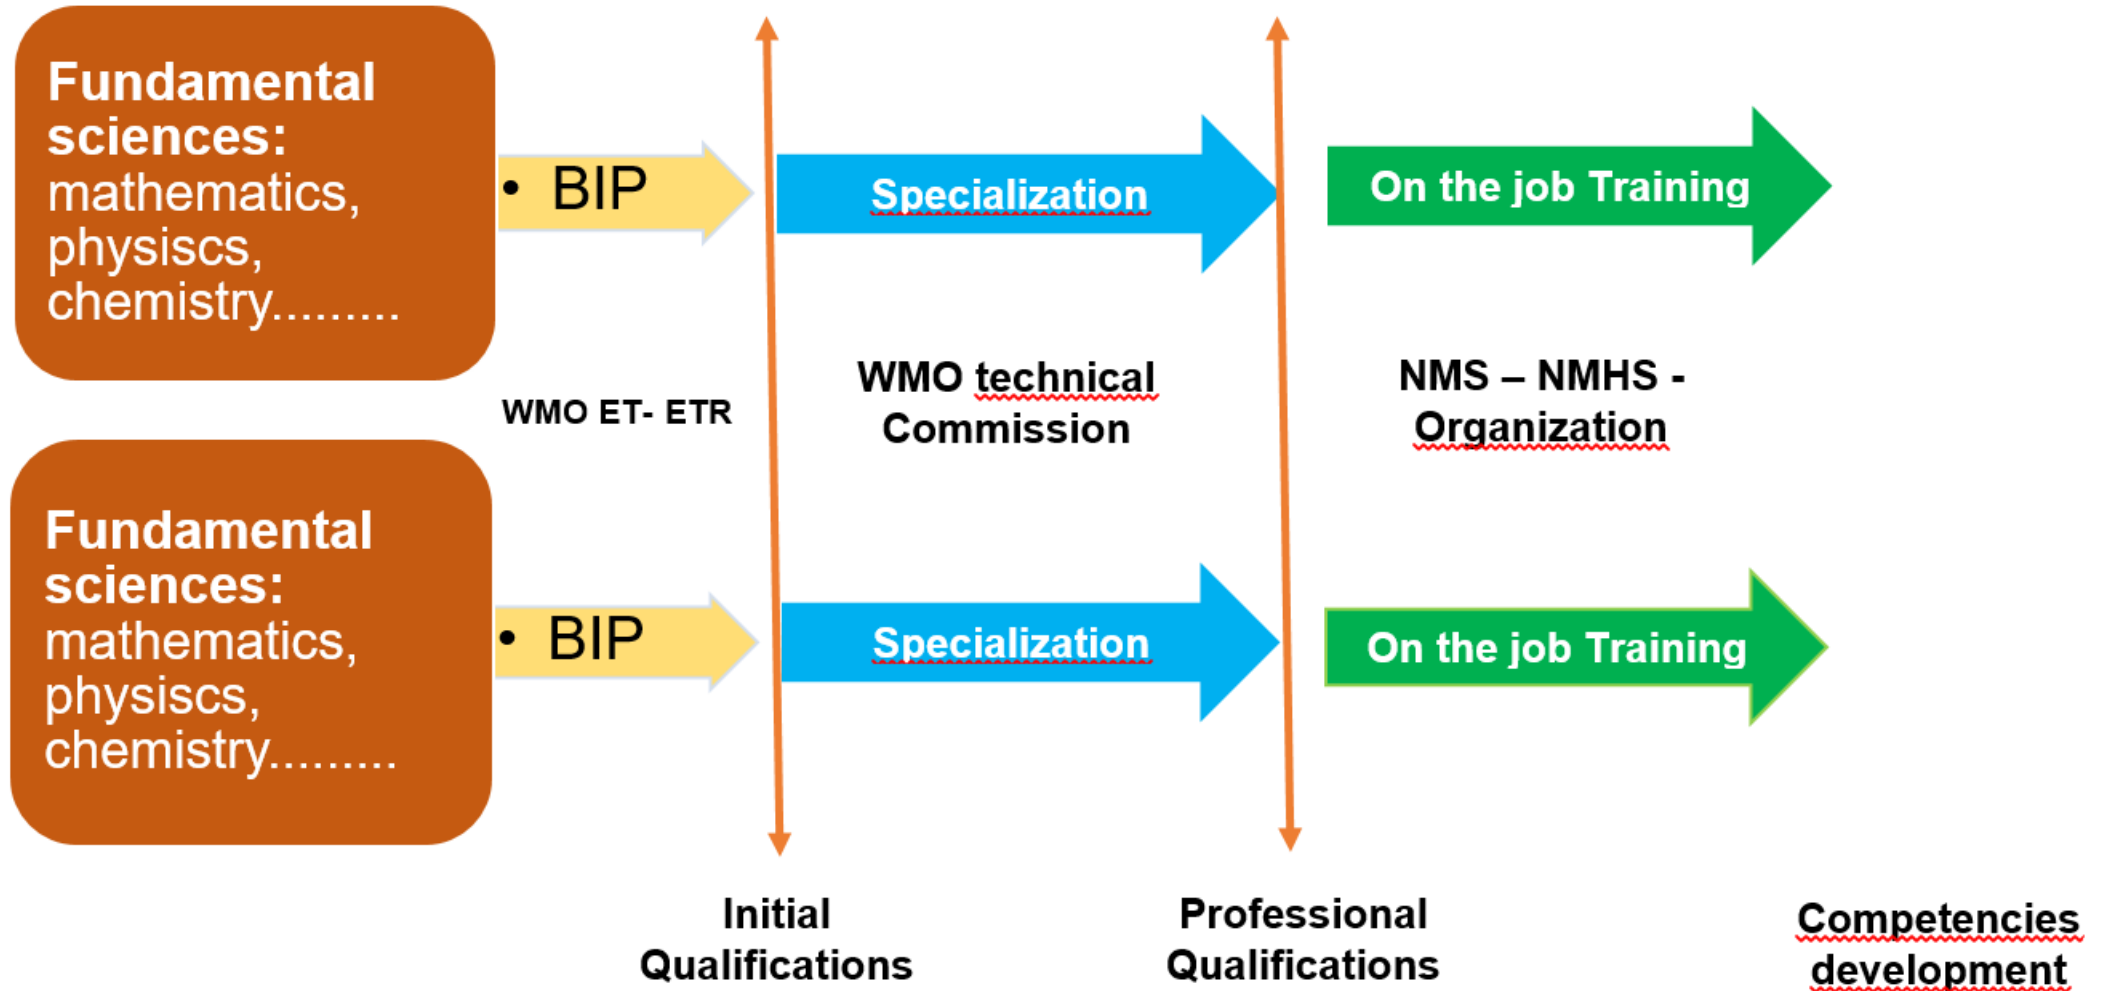 Fundamental
sciences:
mathematics,
physiscs,
chemistry.........
• BIP
Specialization
On the job Training
WMO ET- ETR
WMO technical
Commission
NMS – NMHS -
Organization
Fundamental
sciences:
mathematics,
physiscs,
chemistry.........
• BIP
Specialization
On the job Training
Initial
Qualifications
Professional
Qualifications
Competencies
development